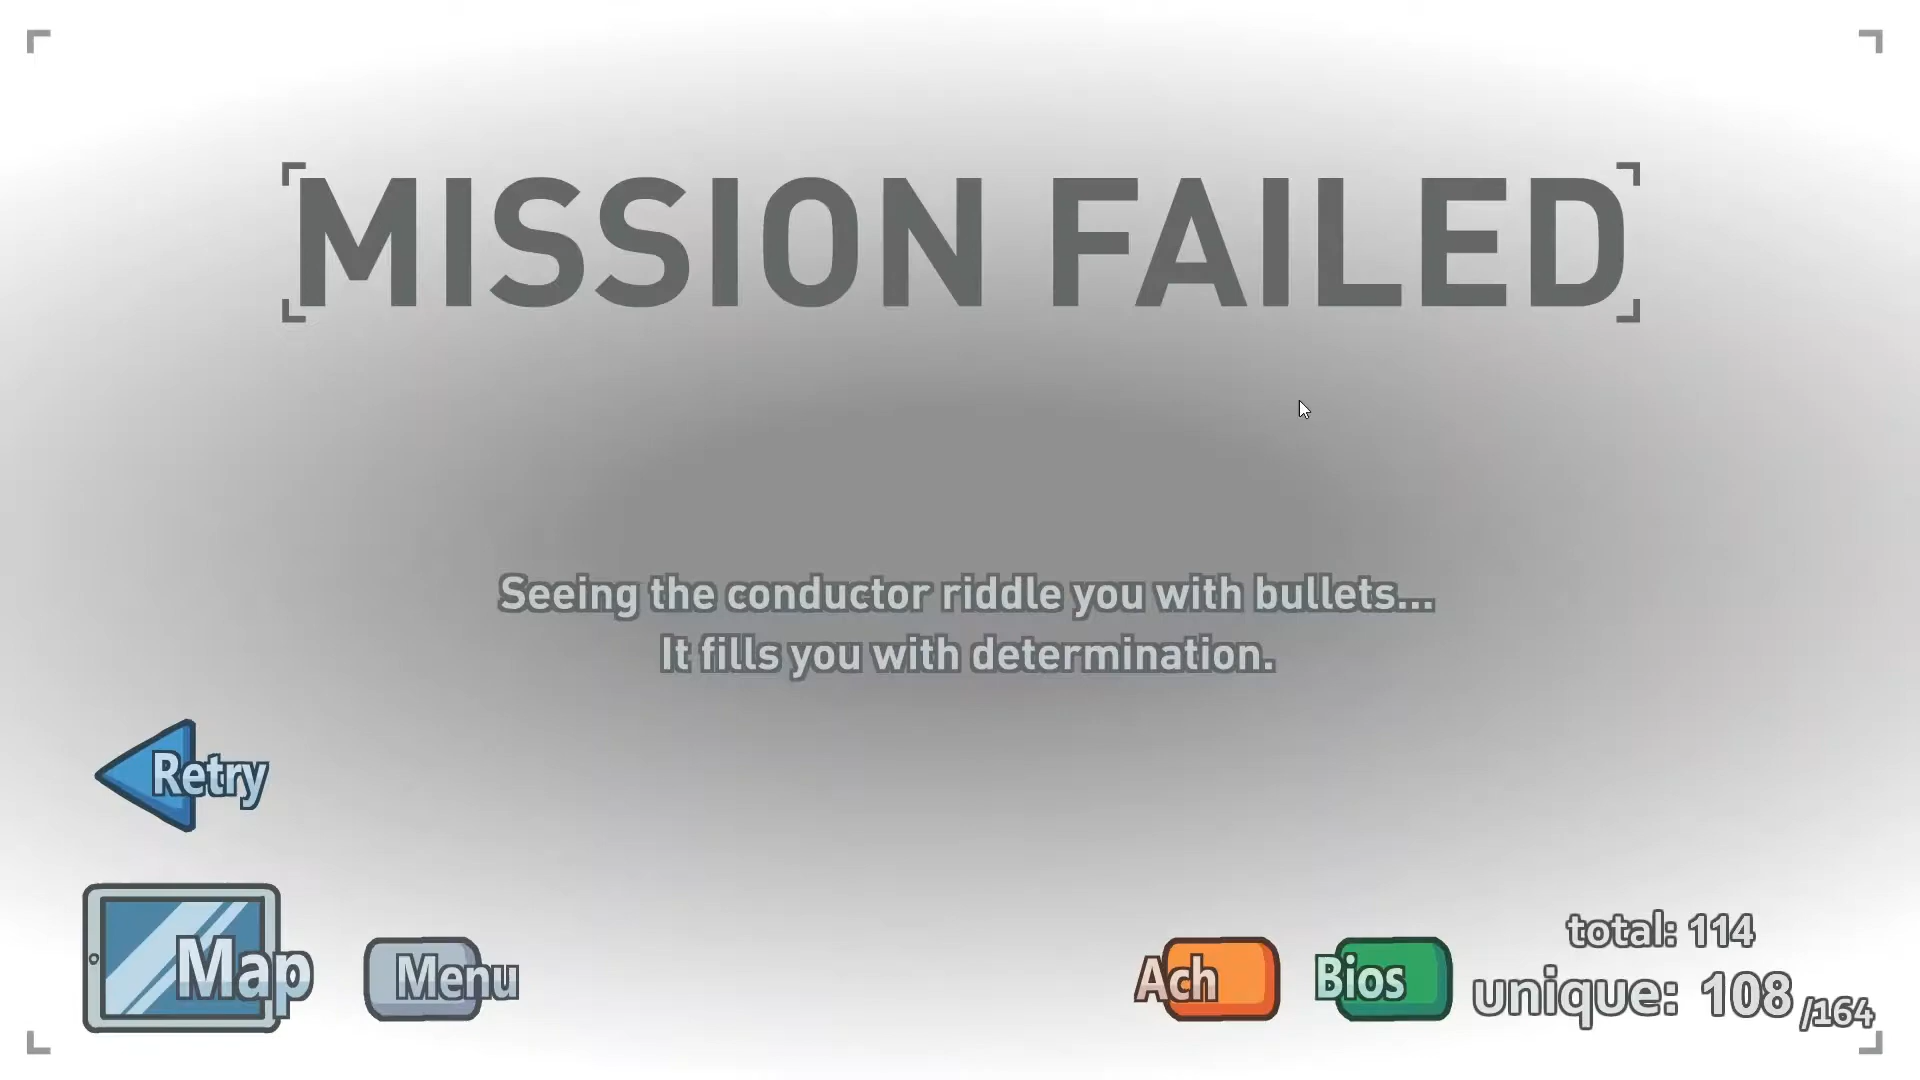 MISSION FAILED
Seeing the conductor riddle you with bullets...
It fills you with determination.
Retry
Map
Menu
Ach
Bios
total: 114
unique: 108 /164